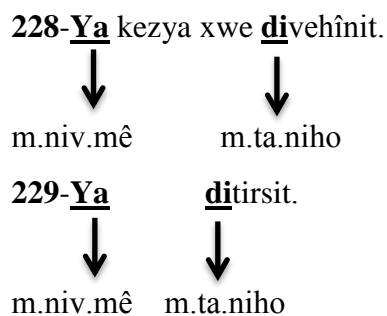 228-Ya kezya xwe divehînit.
m.niv.mê m.ta.niho
229-Ya ditirsit.
m.niv.mê m.ta.niho